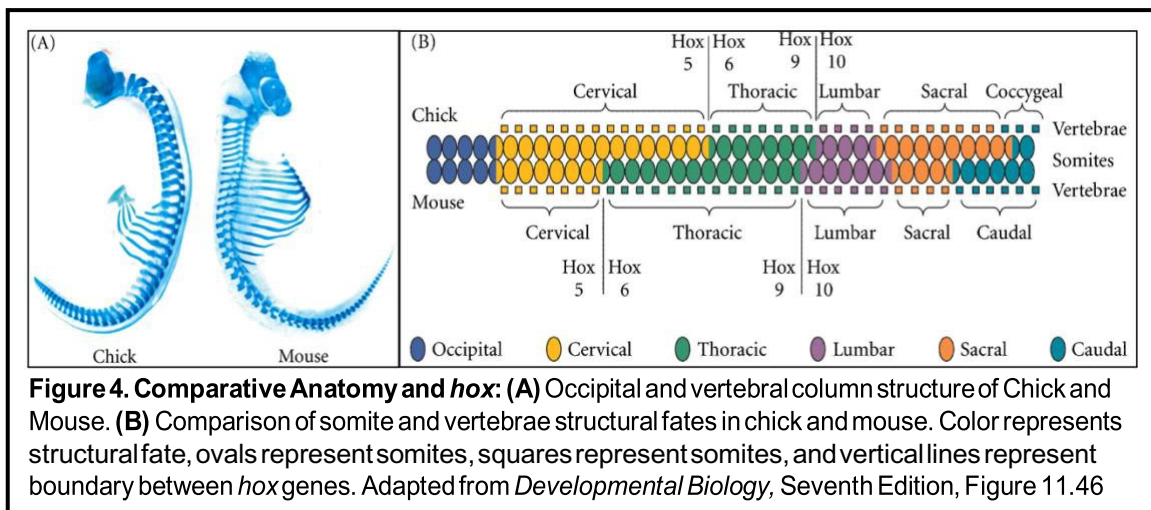 (A)
Chick
Mouse
(B)
Hox Hox Hox Hox
5 6 9 10
Cervical Thoracic Lumbar Sacral Coccygeal
Chick
Vertebrae
Somites
Mouse
Vertebrae
Cervical Thoracic Lumbar Sacral Caudal
Hox Hox Hox Hox
5 6 9 10
Occipital Cervical Thoracic Lumbar Sacral Caudal
Figure 4. Comparative Anatomy and hox: (A) Occipital and vertebral column structure of Chick and
Mouse. (B) Comparison of somite and vertebrae structural fates in chick and mouse. Color represents
structural fate, ovals represent somites, squares represent somites, and vertical lines represent
boundary between hox genes. Adapted from Developmental Biology, Seventh Edition, Figure 11.46